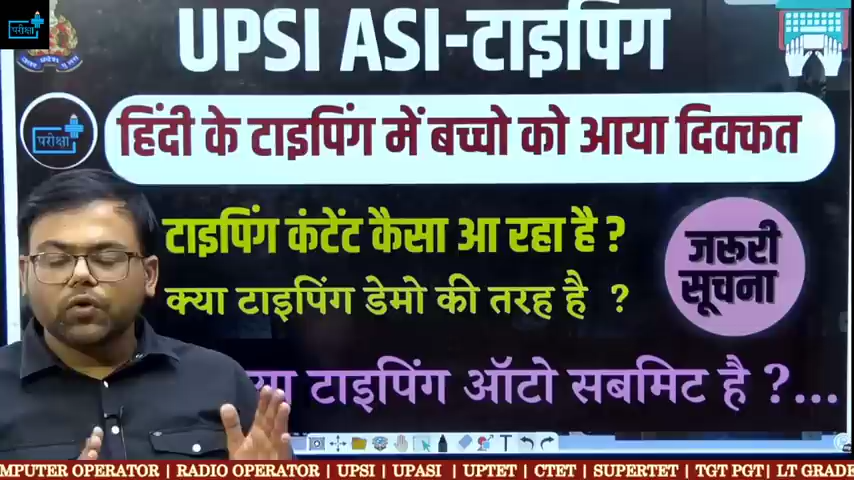 परीक्षा
UPSI ASI-टाइपिंग
परीक्षा
हिंदी के टाइपिंग में बच्चो को आया दिक्कत
टाइपिंग कंटेंट कैसा आ रहा है ?
क्या टाइपिंग डेमो की तरह है ?
जरूरी
सूचना
टाइपिंग ऑटो सबमिट है ?...
MPUTER OPERATOR | RADIO OPERATOR | UPSI | UPASI | UPTET | CTET | SUPERTET | TGT PGT| LT GRADE